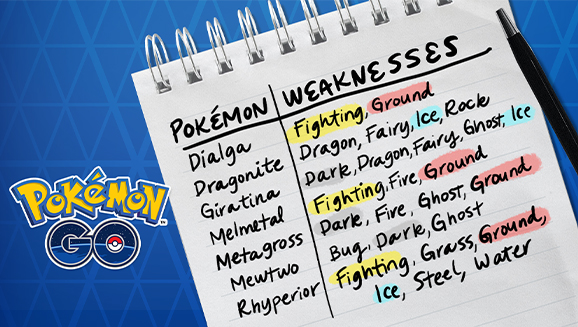 POKÉMON WEAKNESSES
Dialga Fighting, Ground
Dragonite Dragon, Fairy, Ice, Rock
Giratina Dark, Dragon, Fairy, Ghost, Ice
Melmetal Fighting, Fire, Ground
Metagross Dark, Fire, Ghost, Ground
Mewtwo Bug, Dark, Ghost
Rhyperior Fighting, Grass, Ground,
Ice, Steel, Water
POKÉMON
GO